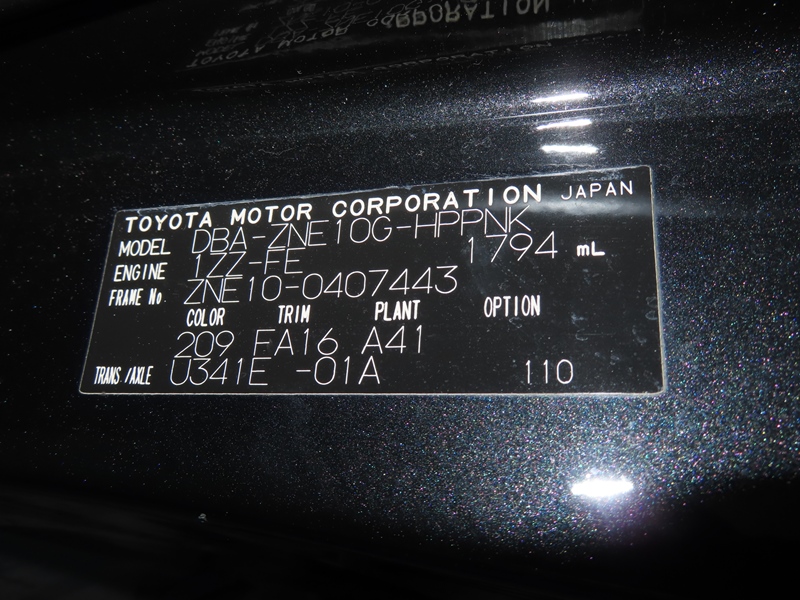 TOYOTA MOTOR CORPORATION JAPAN
MODEL DBA-ZNE10G-HPPNK
ENGINE 1ZZ-FE 1794 mL
FRAME No. ZNE10-0407443
COLOR TRIM PLANT OPTION
209 FA16 A41
TRANS./AXLE U341E -01A 110